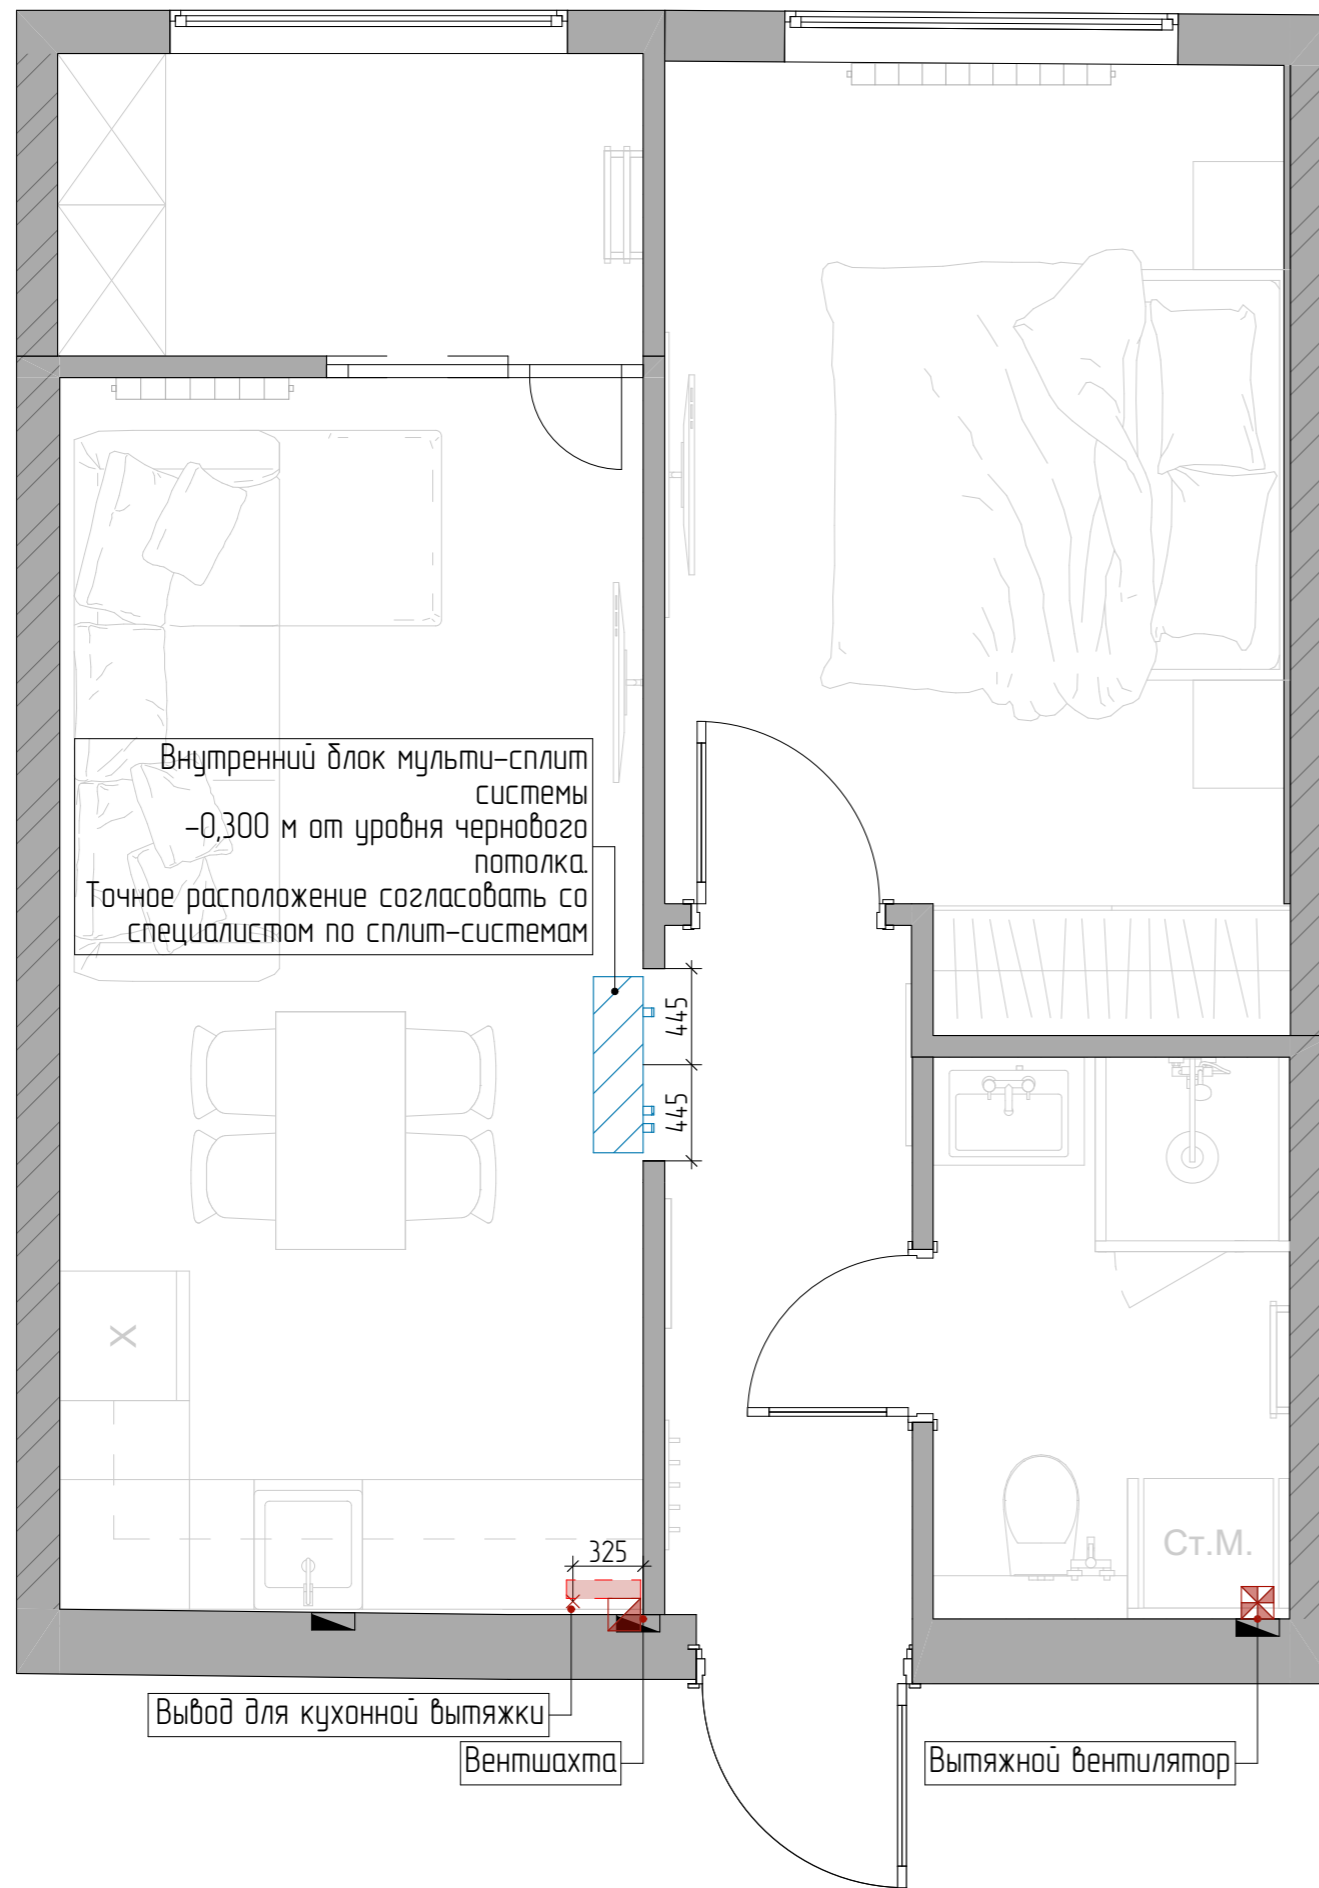 Внутренний блок мульти-сплит
системы
-0,300 м от уровня чернового
потолка.
Точное расположение согласовать со
специалистом по сплит-системам
445
445
X
325
Ст.М.
Вывод для кухонной вытяжки
Вентшахта
Вытяжной вентилятор